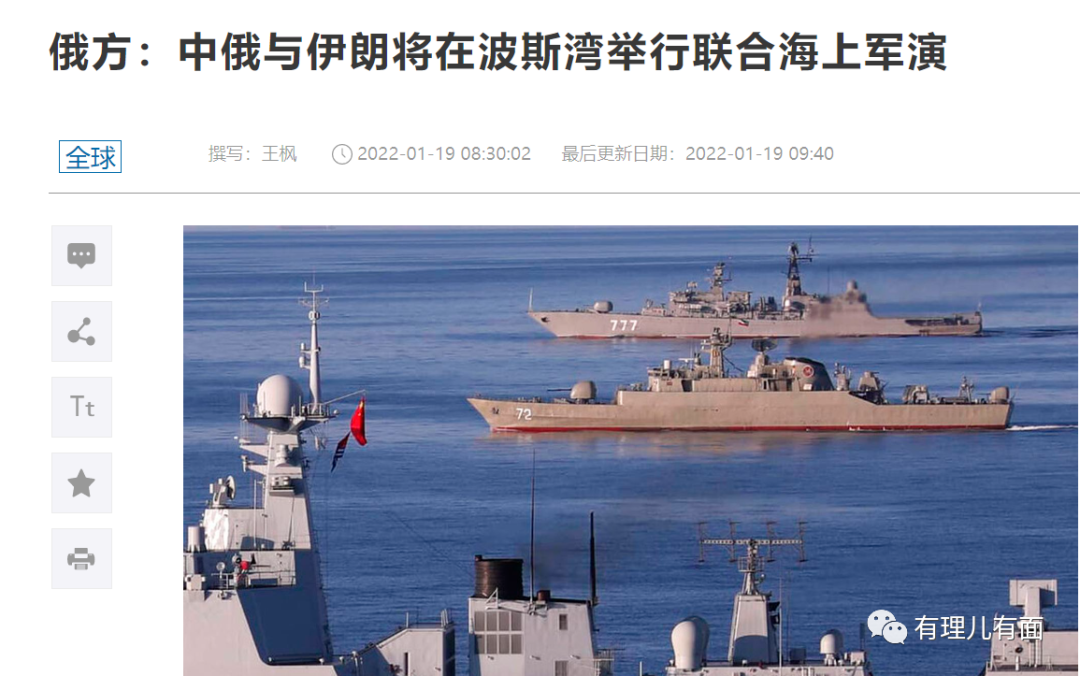 俄方：中俄与伊朗将在波斯湾举行联合海上军演
全球 撰写：王枫 2022-01-19 08:30:02 最后更新日期：2022-01-19 09:40
777
Tt
72
有理儿有面